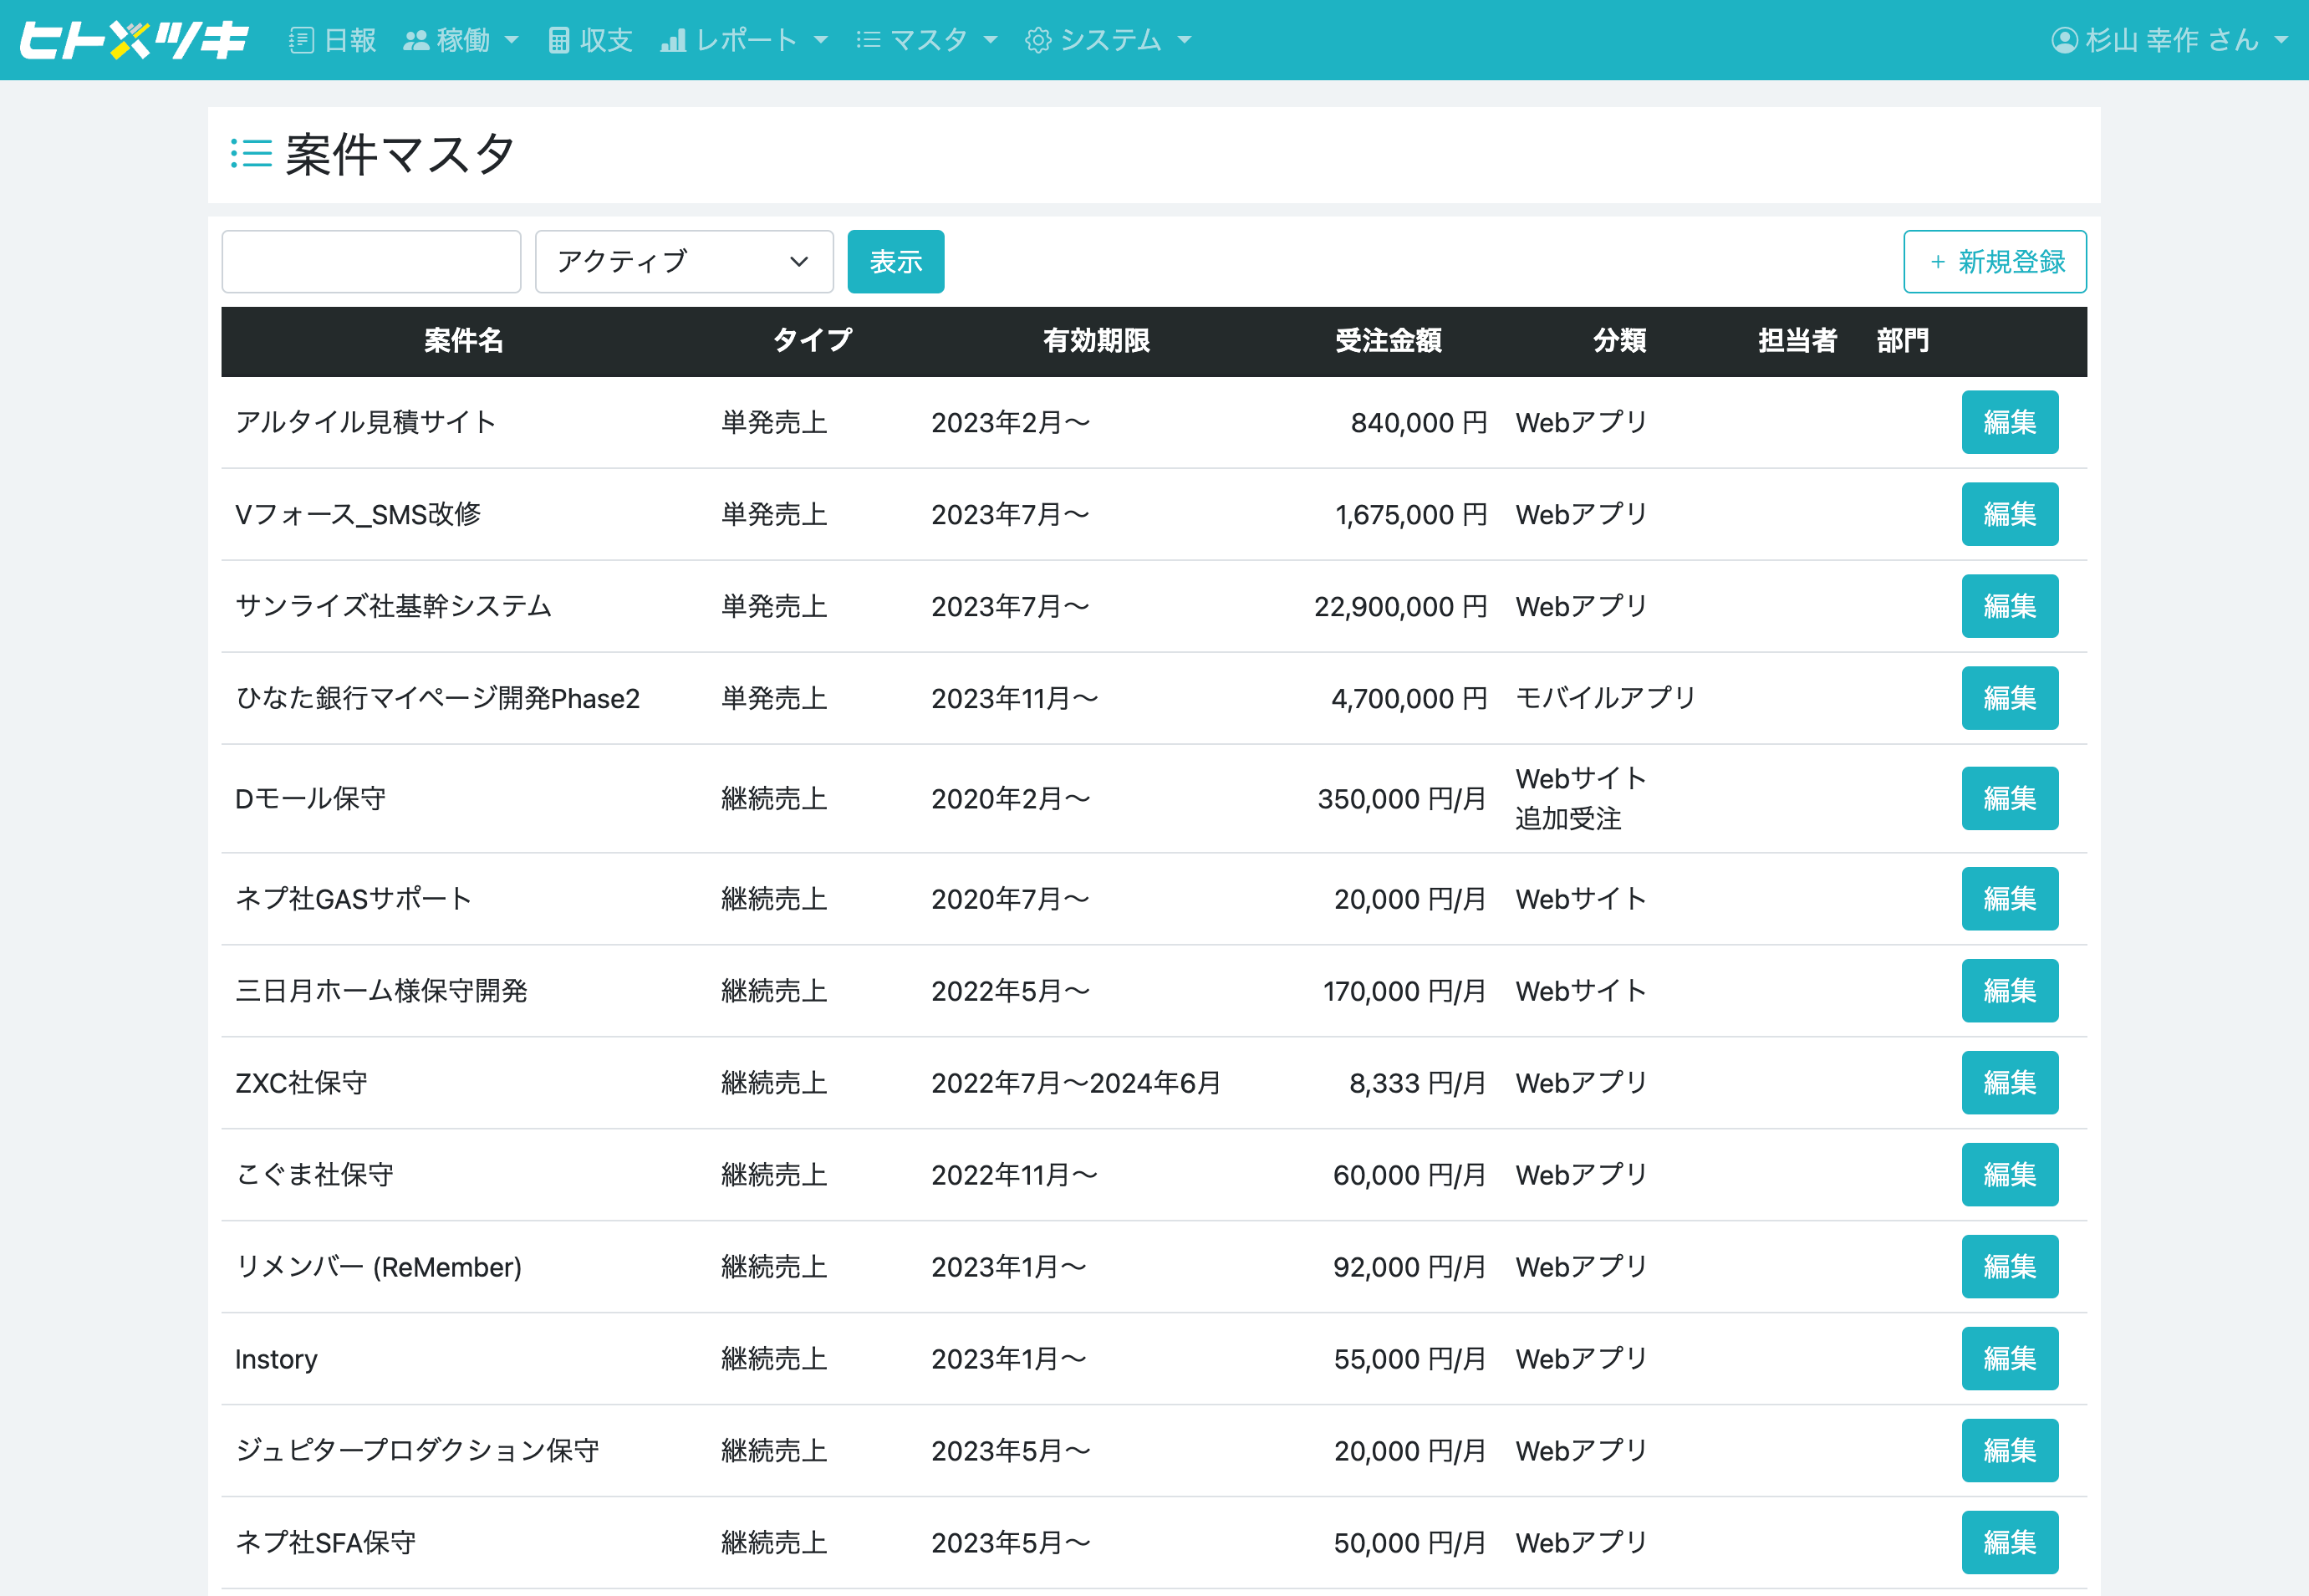 ヒトメツキ 日報 稼働 収支 レポート マスタ システム 杉山 幸作 さん
案件マスタ
アクティブ 表示 + 新規登録
案件名 タイプ 有効期限 受注金額 分類 担当者 部門
アルタイル見積サイト 単発売上 2023年2月〜 840,000 円 Webアプリ 編集
Vフォース_SMS改修 単発売上 2023年7月〜 1,675,000 円 Webアプリ 編集
サンライズ社基幹システム 単発売上 2023年7月〜 22,900,000 円 Webアプリ 編集
ひなた銀行マイページ開発Phase2 単発売上 2023年11月〜 4,700,000 円 モバイルアプリ 編集
Dモール保守 継続売上 2020年2月〜 350,000 円/月 Webサイト 編集
追加受注
ネプ社GASサポート 継続売上 2020年7月〜 20,000 円/月 Webサイト 編集
三日月ホーム様保守開発 継続売上 2022年5月〜 170,000 円/月 Webサイト 編集
ZXC社保守 継続売上 2022年7月〜2024年6月 8,333 円/月 Webアプリ 編集
こぐま社保守 継続売上 2022年11月〜 60,000 円/月 Webアプリ 編集
リメンバー (ReMember) 継続売上 2023年1月〜 92,000 円/月 Webアプリ 編集
Instory 継続売上 2023年1月〜 55,000 円/月 Webアプリ 編集
ジュピタープロダクション保守 継続売上 2023年5月〜 20,000 円/月 Webアプリ 編集
ネプ社SFA保守 継続売上 2023年5月〜 50,000 円/月 Webアプリ 編集